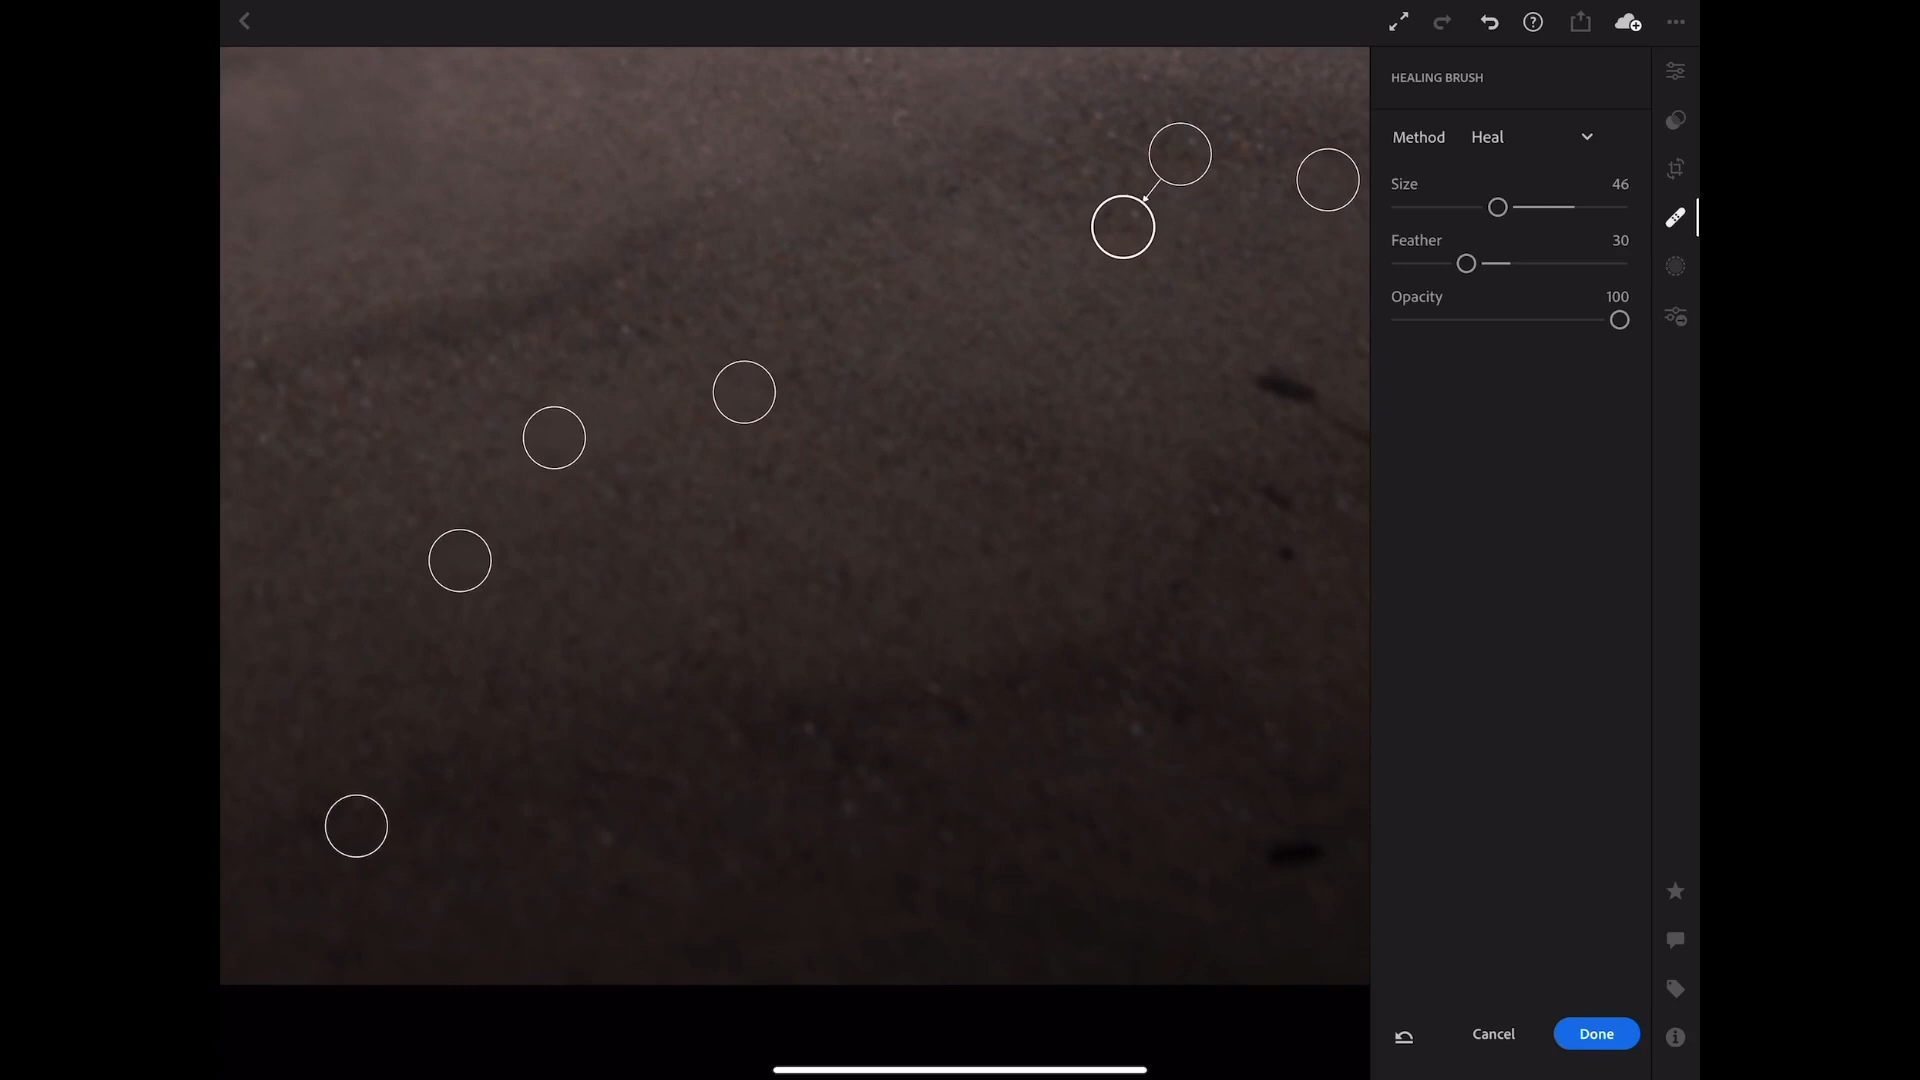 HEALING BRUSH
Method Heal
Size 46
Feather 30
Opacity 100
Cancel Done